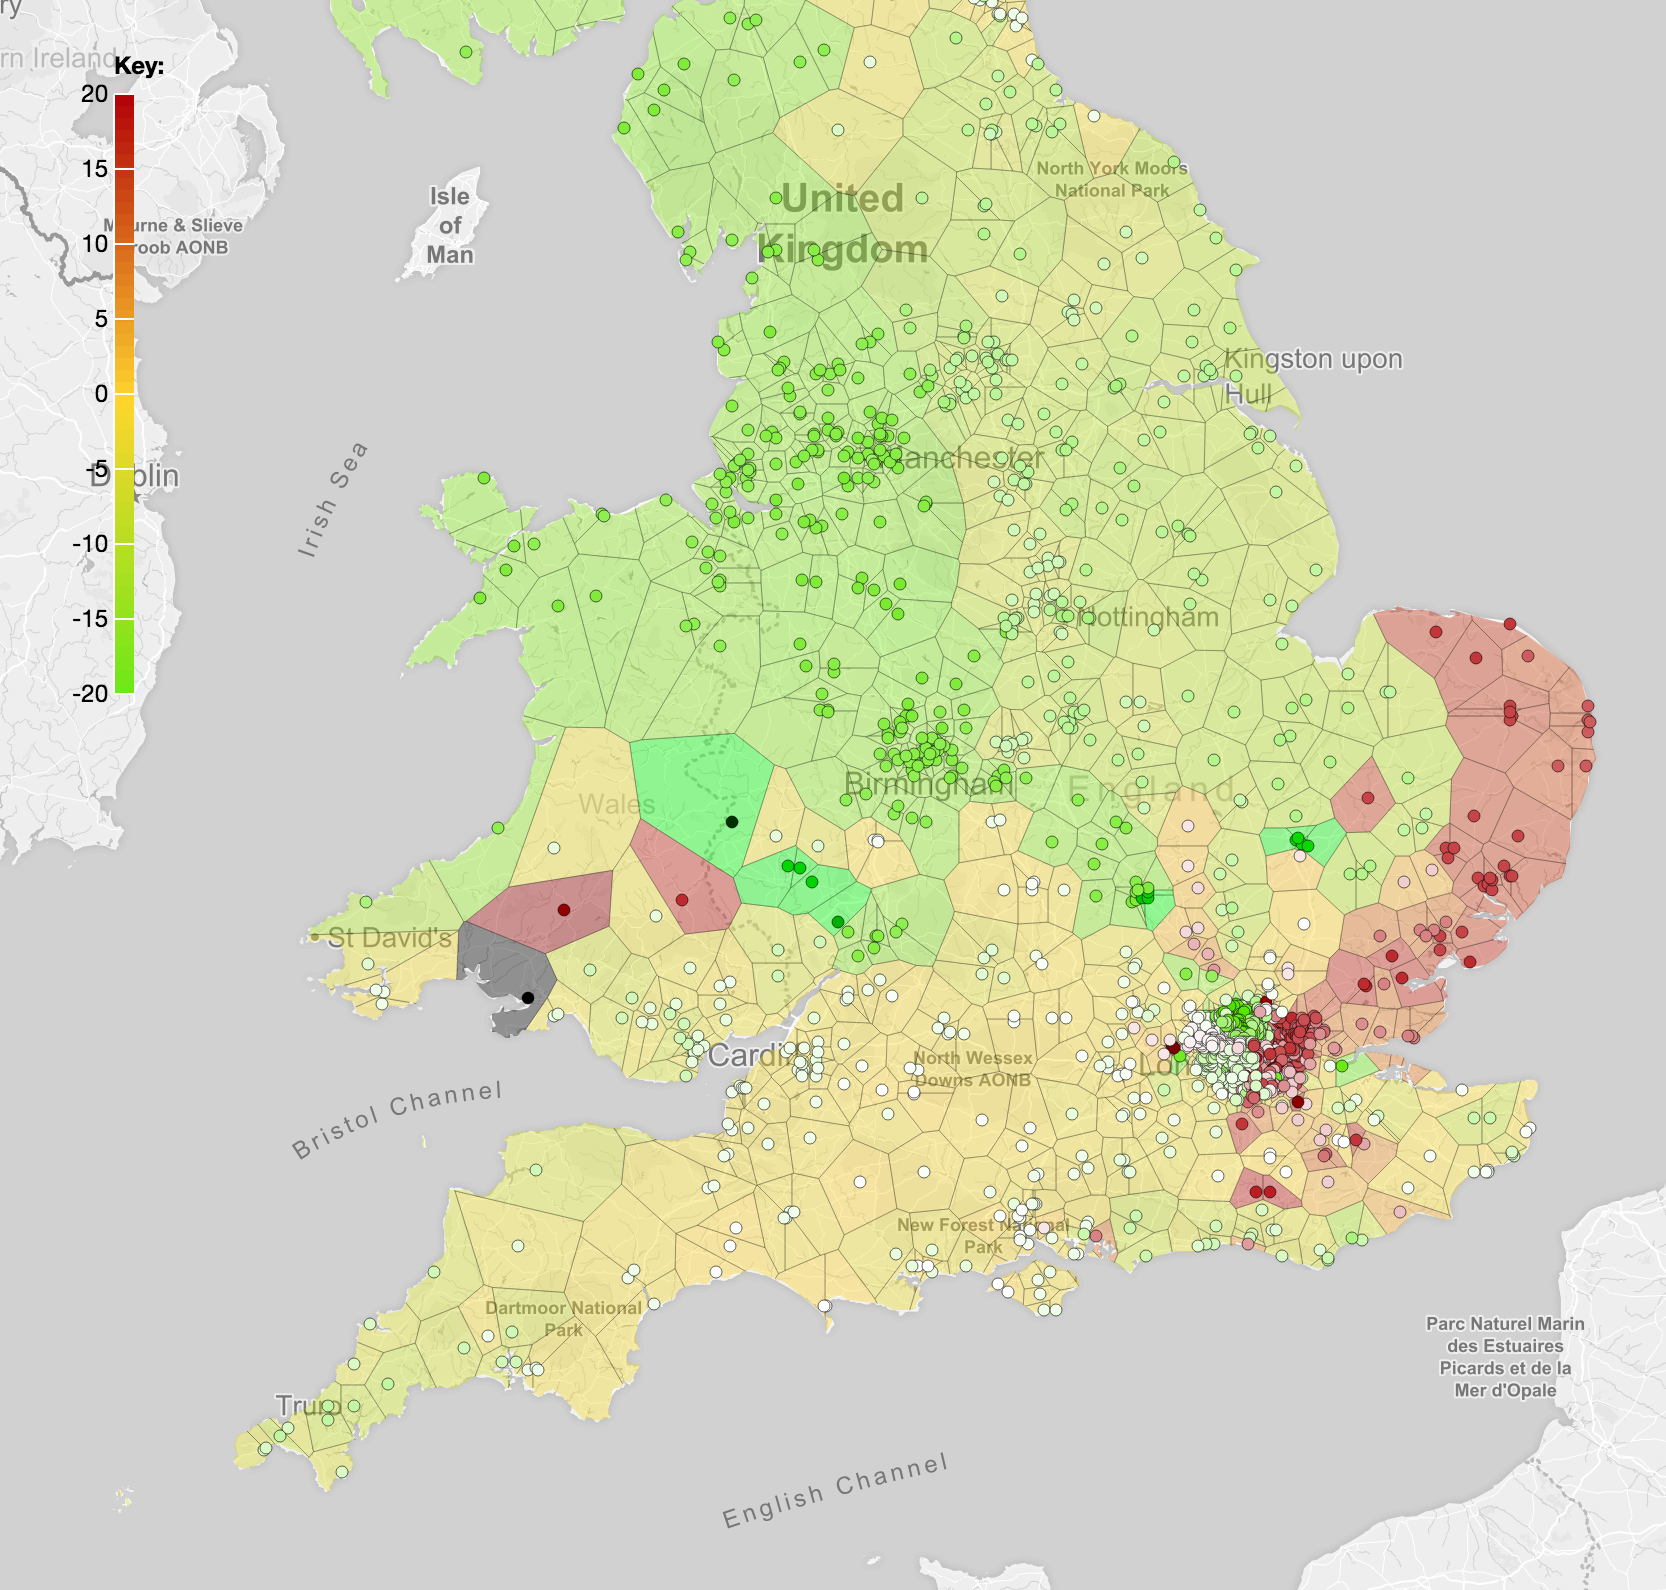 ry
rn Ireland
Key:
20
15
10
5
0
-5
-10
-15
-20
M urne & Slieve
roob AONB
Isle
of
Man
United
Kingdom
North York Moors
National Park
Kingston upon
Hull
D blin
Irish Sea
anchester
Nottingham
Birmingham
England
Wales
St David's
Cardif
Bristol Channel
North Wessex
Downs AONB
Lon
New Forest National
Park
Dartmoor National
Park
Truro
English Channel
Parc Naturel Marin
des Estuaires
Picards et de la
Mer d'Opale